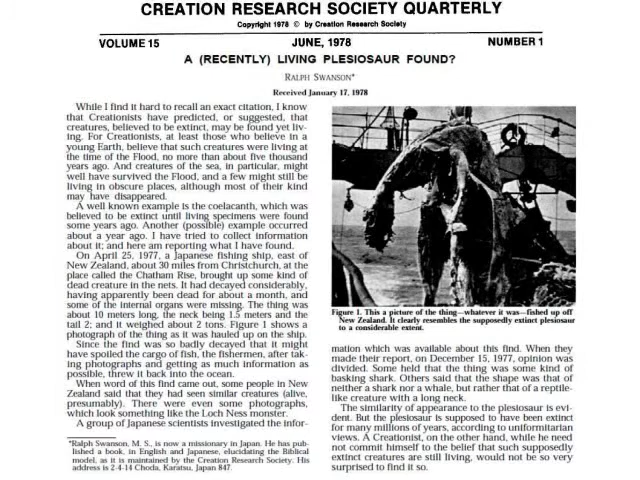 CREATION RESEARCH SOCIETY QUARTERLY
Copyright 1978 © by Creation Research Society
VOLUME 15 JUNE, 1978 NUMBER 1
A (RECENTLY) LIVING PLESIOSAUR FOUND?
RALPH SWANSON*
Received January 17, 1978
While I find it hard to recall an exact citation, I know
that Creationists have predicted, or suggested, that
creatures, believed to be extinct, may be found yet liv-
ing. For Creationists, at least those who believe in a
young Earth, believe that such creatures were living at
the time of the Flood, no more than about five thousand
years ago. And creatures of the sea, in particular, might
well have survived the Flood, and a few might still be
living in obscure places, although most of their kind
may have disappeared.
A well known example is the coelacanth, which was
believed to be extinct until living specimens were found
some years ago. Another (possible) example occurred
about a year ago. I have tried to collect information
about it; and here am reporting what I have found.
On April 25, 1977, a Japanese fishing ship, east of
New Zealand, about 30 miles from Christchurch, at the
place called the Chatham Rise, brought up some kind of
dead creature in the nets. It had decayed considerably,
having apparently been dead for about a month, and
some of the internal organs were missing. The thing was
about 10 meters long, the neck being 1.5 meters and the
tail 2; and it weighed about 2 tons. Figure 1 shows a
photograph of the thing as it was hauled up on the ship.
Since the find was so badly decayed that it might
have spoiled the cargo of fish, the fishermen, after tak-
ing photographs and getting as much information as
possible, threw it back into the ocean.
When word of this find came out, some people in New
Zealand said that they had seen similar creatures (alive,
presumably). There were even some photographs,
which look something like the Loch Ness monster.
A group of Japanese scientists investigated the infor-
*Ralph Swanson, M. S., is now a missionary in Japan. He has pub-
lished a book, in English and Japanese, elucidating the Biblical
model, as it is maintained by the Creation Research Society. His
address is 2-4-14 Choda, Karatsu, Japan 847.
Figure 1. This a picture of the thing—whatever it was—fished up off
New Zealand. It clearly resembles the supposedly extinct plesiosaur
to a considerable extent.
mation which was available about this find. When they
made their report, on December 15, 1977, opinion was
divided. Some held that the thing was some kind of
basking shark. Others said that the shape was that of
neither a shark nor a whale, but rather that of a reptile-
like creature with a long neck.
The similarity of appearance to the plesiosaur is evi-
dent. But the plesiosaur is supposed to have been extinct
for many millions of years, according to uniformitarian
views. A Creationist, on the other hand, while he need
not commit himself to the belief that such supposedly
extinct creatures are still living, would not be so very
surprised to find it so.